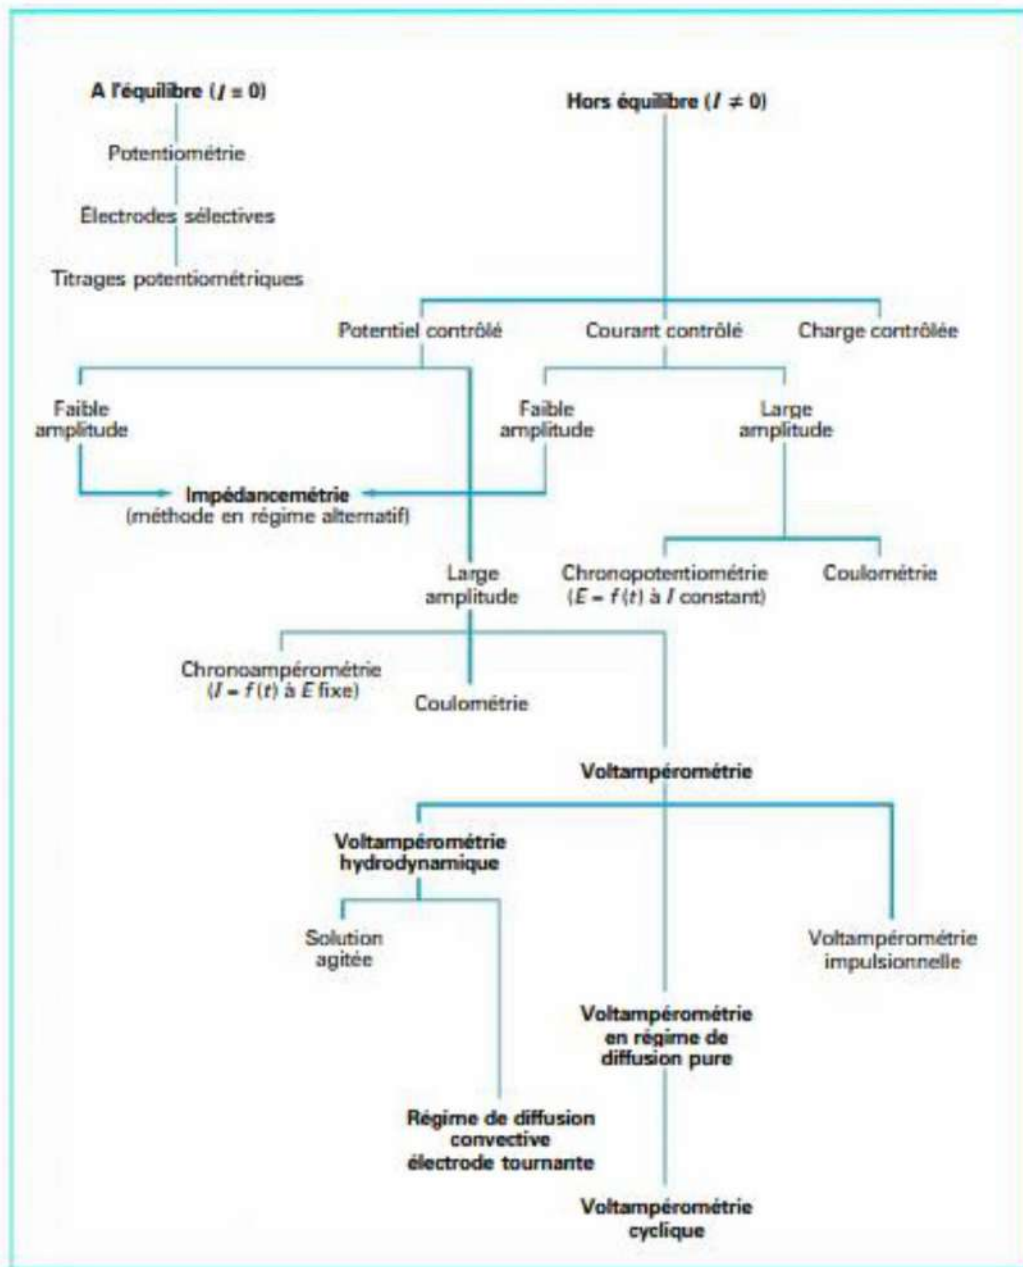 A l'équilibre (I = 0)
Hors équilibre (I ≠ 0)
Potentiométrie
Électrodes sélectives
Titrages potentiométriques
Potentiel contrôlé
Courant contrôlé
Charge contrôlée
Faible
amplitude
Faible
amplitude
Large
amplitude
Impédancemétrie
(méthode en régime alternatif)
Large
amplitude
Chronopotentiométrie
(E = f(t) à I constant)
Coulométrie
Chronoampérométrie
(I = f(t) à E fixe)
Coulométrie
Voltampérométrie
Voltampérométrie
hydrodynamique
Solution
agitée
Voltampérométrie
impulsionnelle
Voltampérométrie
en régime de
diffusion pure
Régime de diffusion
convective
électrode tournante
Voltampérométrie
cyclique